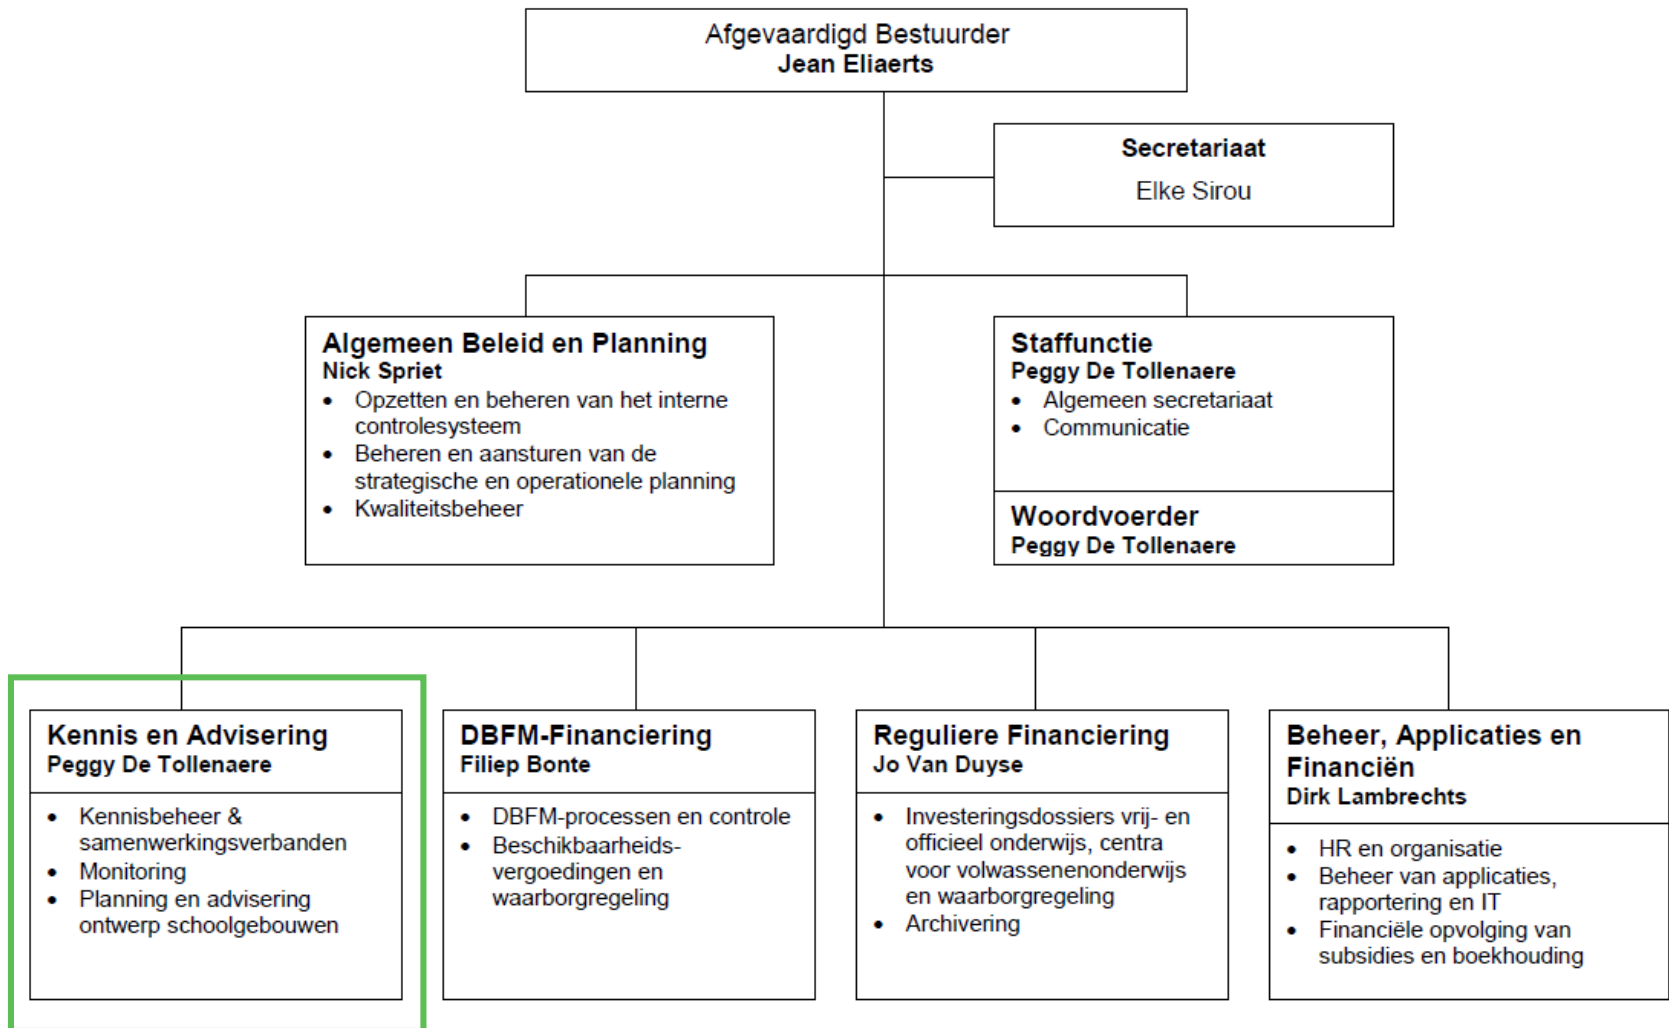 Afgevaardigd Bestuurder
Jean Eliaerts
Secretariaat
Elke Sirou
Algemeen Beleid en Planning
Nick Spriet
• Opzetten en beheren van het interne
controlesysteem
• Beheren en aansturen van de
strategische en operationele planning
• Kwaliteitsbeheer
Staffunctie
Peggy De Tollenaere
• Algemeen secretariaat
• Communicatie
Woordvoerder
Peggy De Tollenaere
Kennis en Advisering
Peggy De Tollenaere
• Kennisbeheer &
samenwerkingsverbanden
• Monitoring
• Planning en advisering
ontwerp schoolgebouwen
DBFM-Financiering
Filiep Bonte
• DBFM-processen en controle
• Beschikbaarheids-
vergoedingen en
waarborgregeling
Reguliere Financiering
Jo Van Duyse
• Investeringsdossiers vrij- en
officieel onderwijs, centra
voor volwassenenonderwijs
en waarborgregeling
• Archivering
Beheer, Applicaties en
Financiën
Dirk Lambrechts
• HR en organisatie
• Beheer van applicaties,
rapportering en IT
• Financiële opvolging van
subsidies en boekhouding